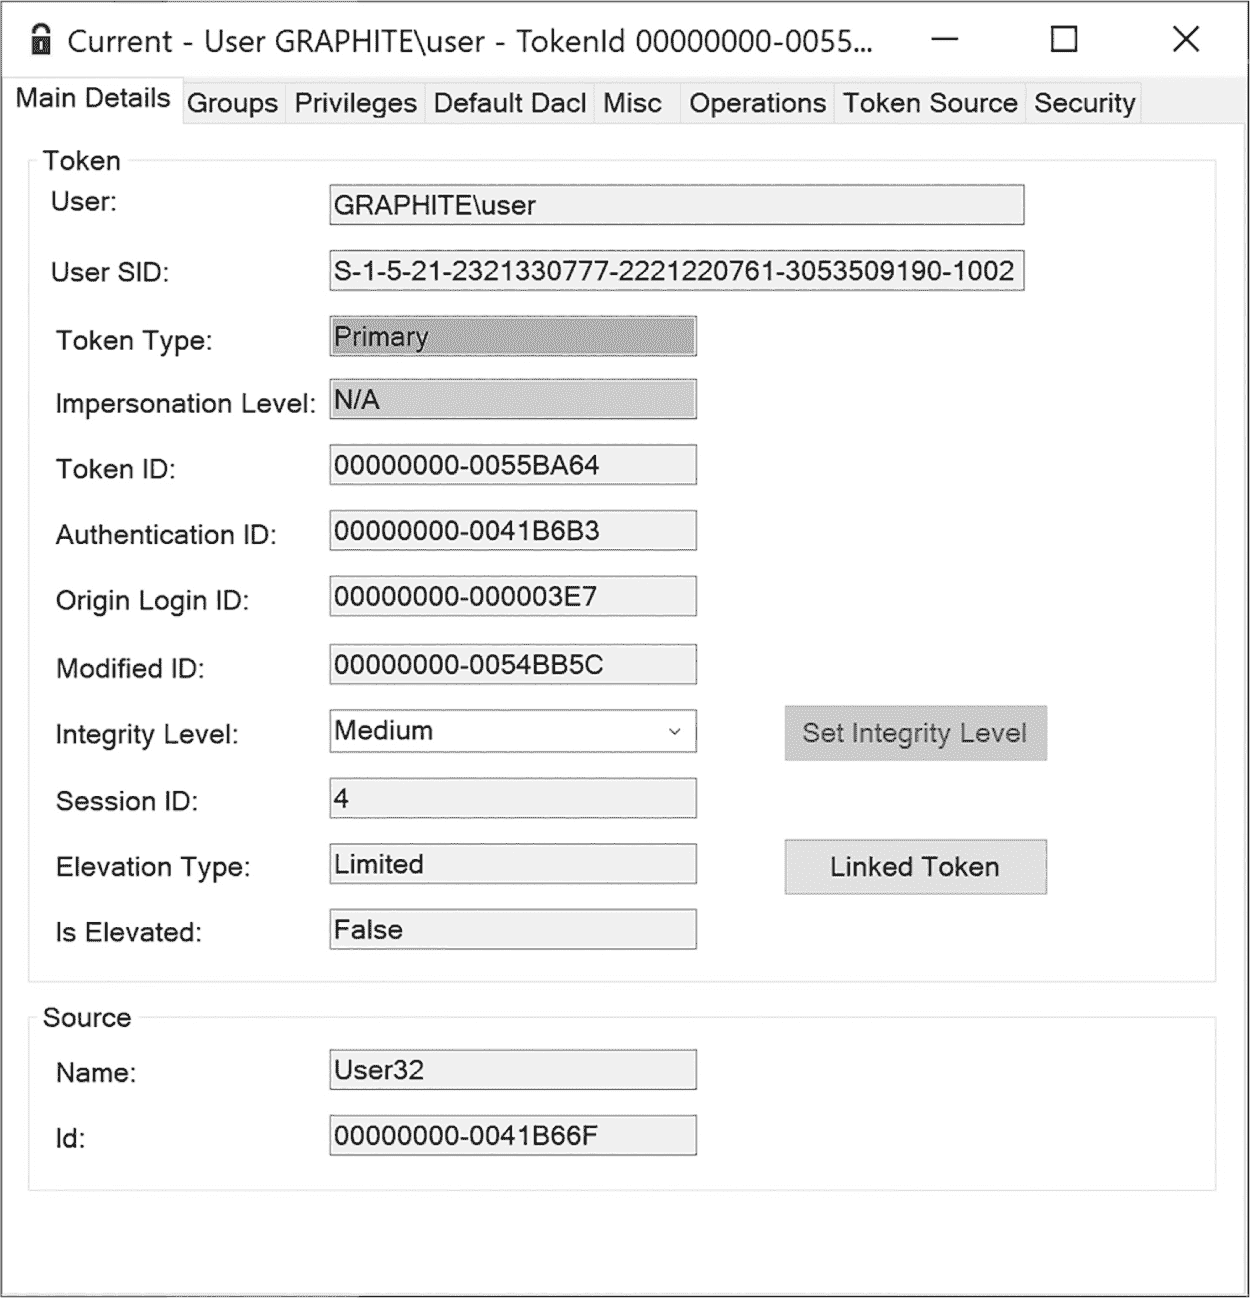 Current - User GRAPHITE\user - TokenId 00000000-0055...
Main Details Groups Privileges Default Dacl Misc Operations Token Source Security
Token
User: GRAPHITE\user
User SID: S-1-5-21-2321330777-2221220761-3053509190-1002
Token Type: Primary
Impersonation Level: N/A
Token ID: 00000000-0055BA64
Authentication ID: 00000000-0041B6B3
Origin Login ID: 00000000-000003E7
Modified ID: 00000000-0054BB5C
Integrity Level: Medium Set Integrity Level
Session ID: 4
Elevation Type: Limited Linked Token
Is Elevated: False
Source
Name: User32
Id: 00000000-0041B66F